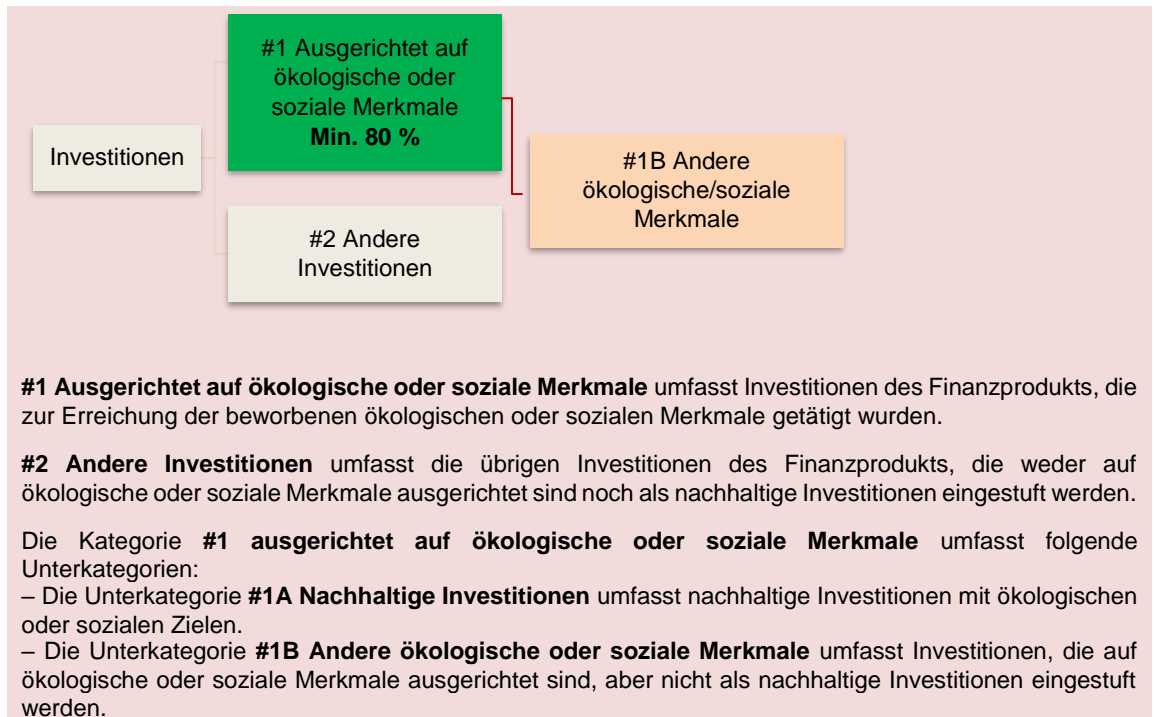 #1 Ausgerichtet auf
ökologische oder
soziale Merkmale
Min. 80 %
Investitionen
#1B Andere
ökologische/soziale
Merkmale
#2 Andere
Investitionen
#1 Ausgerichtet auf ökologische oder soziale Merkmale umfasst Investitionen des Finanzprodukts, die
zur Erreichung der beworbenen ökologischen oder sozialen Merkmale getätigt wurden.
#2 Andere Investitionen umfasst die übrigen Investitionen des Finanzprodukts, die weder auf
ökologische oder soziale Merkmale ausgerichtet sind noch als nachhaltige Investitionen eingestuft werden.
Die Kategorie #1 ausgerichtet auf ökologische oder soziale Merkmale umfasst folgende
Unterkategorien:
– Die Unterkategorie #1A Nachhaltige Investitionen umfasst nachhaltige Investitionen mit ökologischen
oder sozialen Zielen.
– Die Unterkategorie #1B Andere ökologische oder soziale Merkmale umfasst Investitionen, die auf
ökologische oder soziale Merkmale ausgerichtet sind, aber nicht als nachhaltige Investitionen eingestuft
werden.